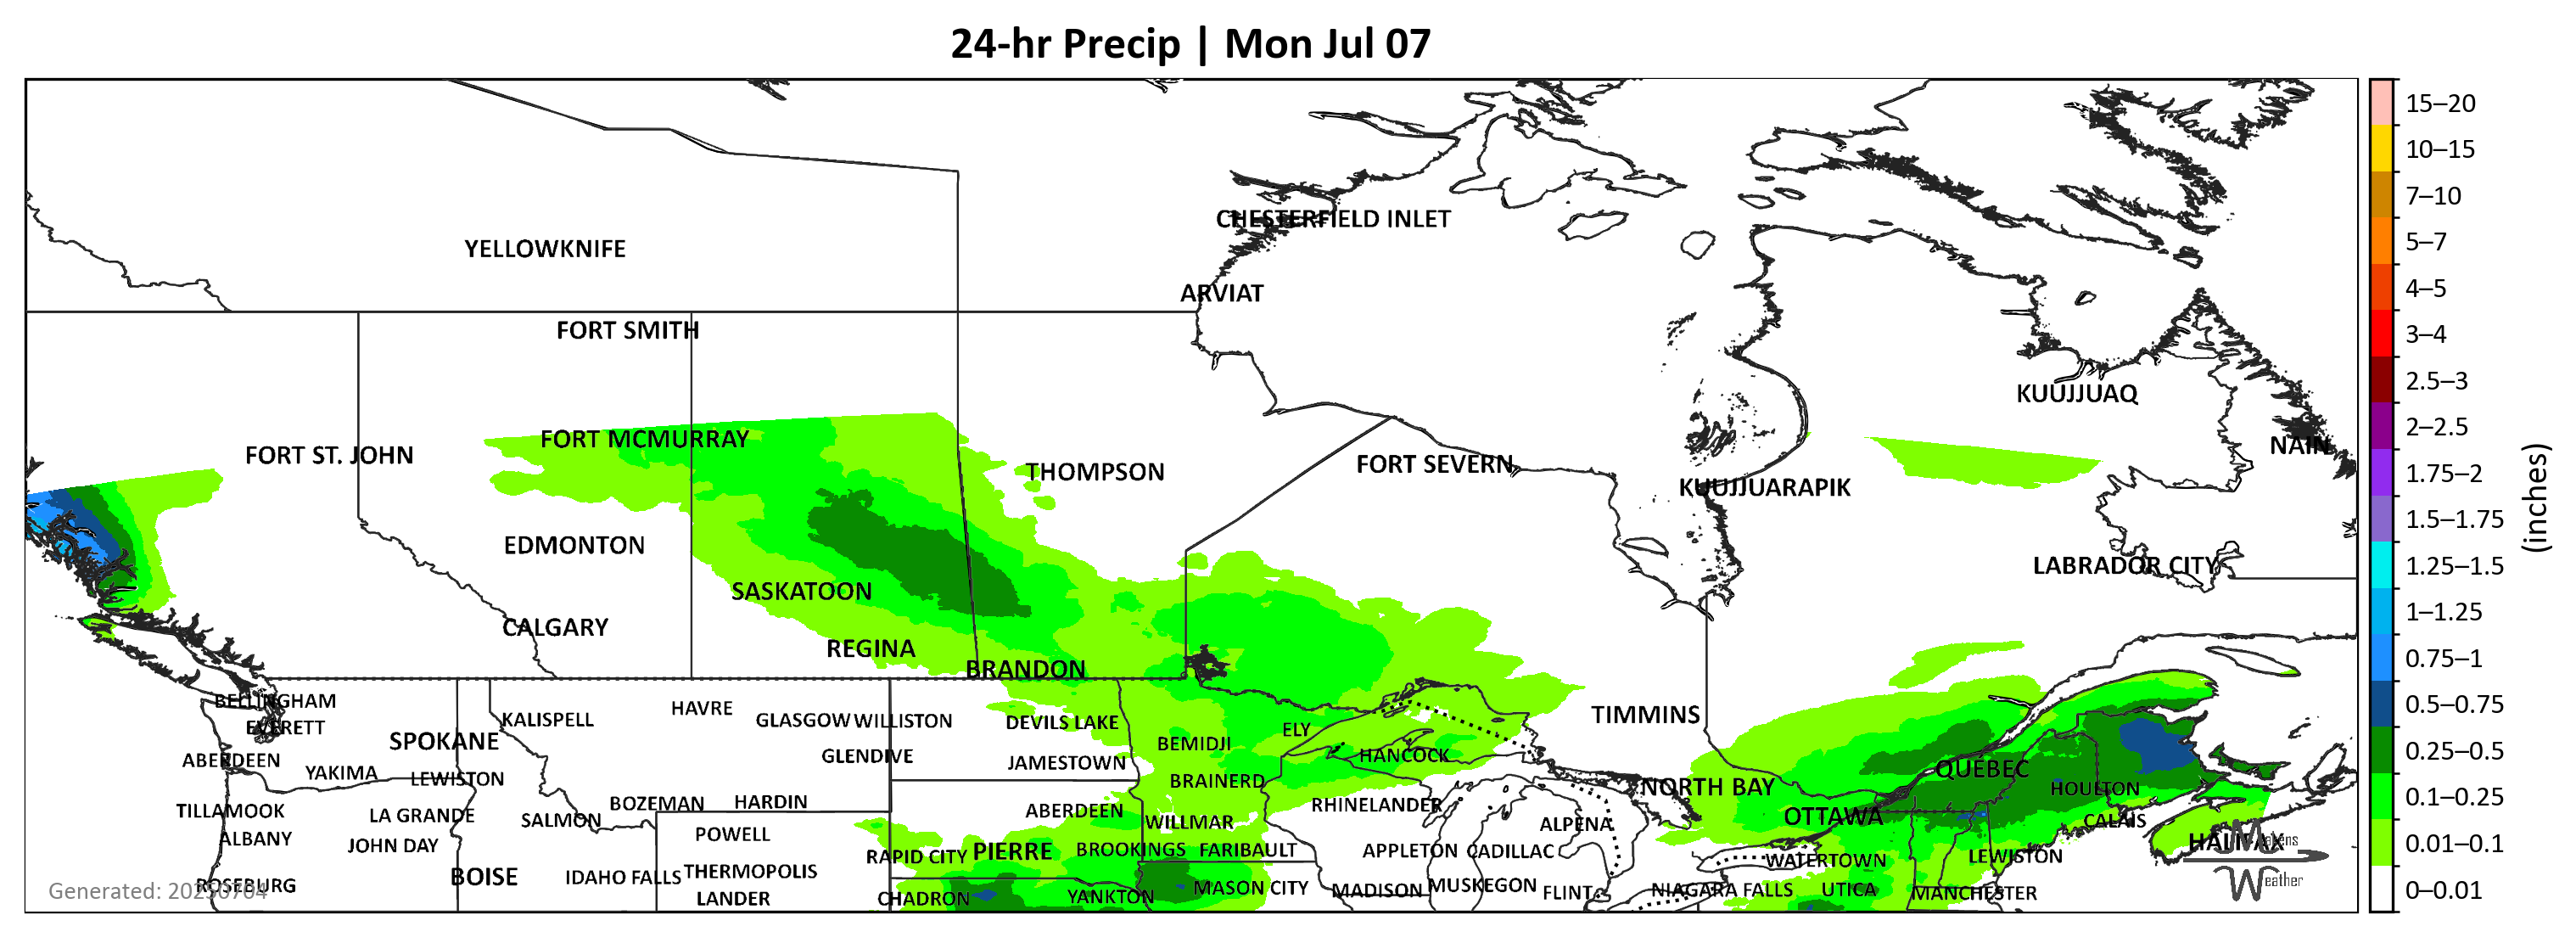 24-hr Precip | Mon Jul 07
15–20
10–15
7–10
5–7
4–5
3–4
2.5–3
2–2.5
1.75–2
1.5–1.75
1.25–1.5
1–1.25
0.75–1
0.5–0.75
0.25–0.5
0.1–0.25
0.01–0.1
0–0.01
(inches)
CHESTERFIELD INLET
YELLOWKNIFE
ARVIAT
FORT SMITH
KUUJJUAQ
FORT MCMURRAY
NAIN
FORT ST. JOHN
FORT SEVERN
THOMPSON
KUUJJUARAPIK
EDMONTON
LABRADOR CITY
SASKATOON
CALGARY
REGINA
BRANDON
BELLINGHAM
HAVRE
TIMMINS
KALISPELL
GLASGOW
WILLISTON
DEVILS LAKE
EVERETT
ELY
SPOKANE
BEMIDJI
GLENDIVE
HANCOCK
ABERDEEN
JAMESTOWN
QUÉBEC
YAKIMA
LEWISTON
BRAINERD
NORTH BAY
HOULTON
BOZEMAN
HARDIN
RHINELANDER
TILLAMOOK
LA GRANDE
ABERDEEN
OTTAWA
SALMON
WILLMAR
ALPENA
CALAIS
ALBANY
POWELL
JOHN DAY
HALIFAX
RAPID CITY
PIERRE
BROOKINGS
FARIBAULT
APPLETON
CADILLAC
WATERTOWN
LEWISTON
BOISE
IDAHO FALLS
THERMOPOLIS
ROSEBURG
MASON CITY
MADISON
MUSKEGON
FLINT
NIAGARA FALLS
UTICA
MANCHESTER
LANDER
CHADRON
YANKTON
Weather
Generated: 20250704